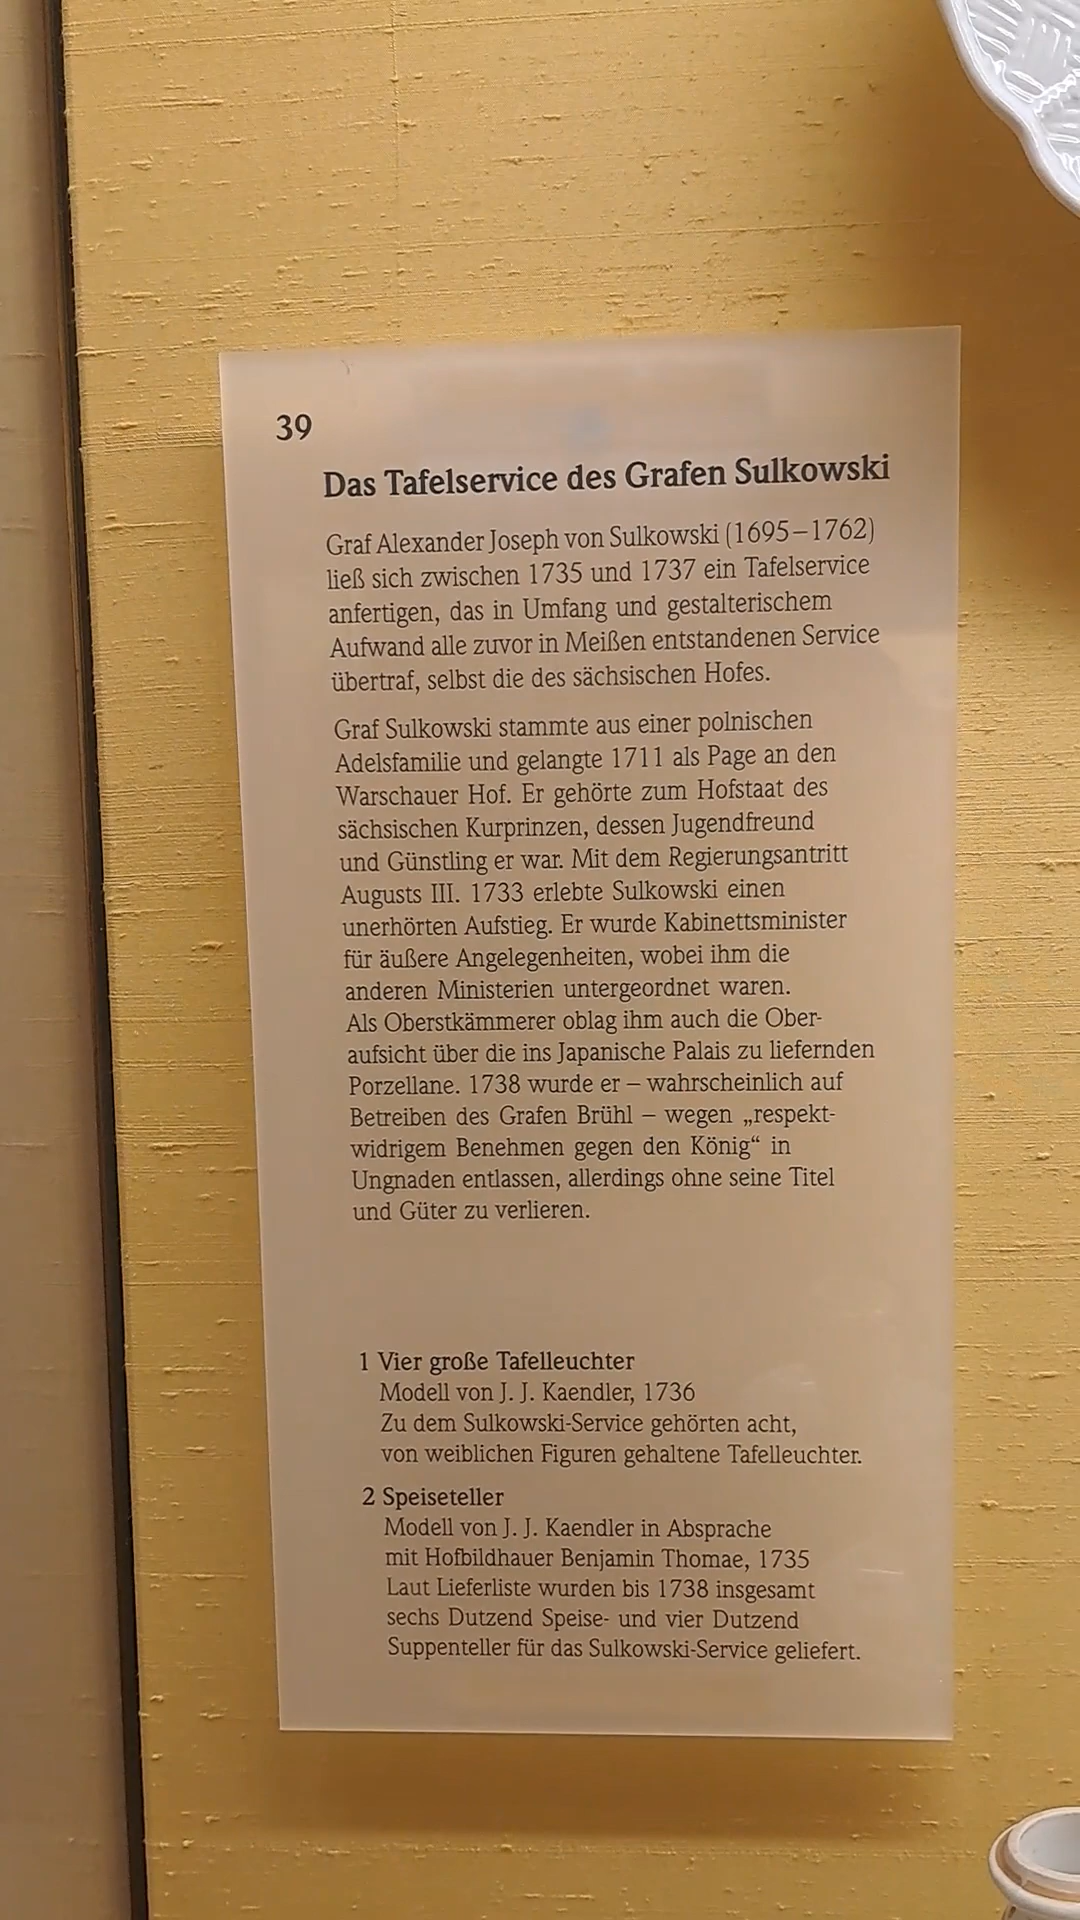 39
Das Tafelservice des Grafen Sulkowski
Graf Alexander Joseph von Sulkowski (1695–1762)
ließ sich zwischen 1735 und 1737 ein Tafelservice
anfertigen, das in Umfang und gestalterischem
Aufwand alle zuvor in Meißen entstandenen Service
übertraf, selbst die des sächsischen Hofes.
Graf Sulkowski stammte aus einer polnischen
Adelsfamilie und gelangte 1711 als Page an den
Warschauer Hof. Er gehörte zum Hofstaat des
sächsischen Kurprinzen, dessen Jugendfreund
und Günstling er war. Mit dem Regierungsantritt
Augusts III. 1733 erlebte Sulkowski einen
unerhörten Aufstieg. Er wurde Kabinettsminister
für äußere Angelegenheiten, wobei ihm die
anderen Ministerien untergeordnet waren.
Als Oberstkämmerer oblag ihm auch die Ober-
aufsicht über die ins Japanische Palais zu liefernden
Porzellane. 1738 wurde er – wahrscheinlich auf
Betreiben des Grafen Brühl – wegen „respekt-
widrigem Benehmen gegen den König“ in
Ungnaden entlassen, allerdings ohne seine Titel
und Güter zu verlieren.
1 Vier große Tafelleuchter
Modell von J. J. Kaendler, 1736
Zu dem Sulkowski-Service gehörten acht,
von weiblichen Figuren gehaltene Tafelleuchter.
2 Speiseteller
Modell von J. J. Kaendler in Absprache
mit Hofbildhauer Benjamin Thomae, 1735
Laut Lieferliste wurden bis 1738 insgesamt
sechs Dutzend Speise- und vier Dutzend
Suppenteller für das Sulkowski-Service geliefert.